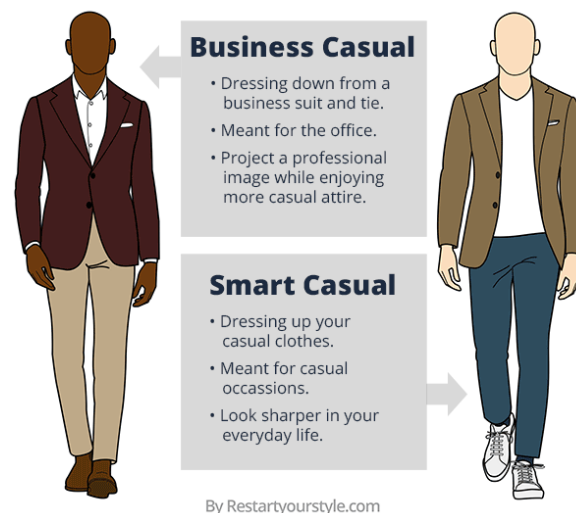 Business Casual
• Dressing down from a
business suit and tie.
• Meant for the office.
• Project a professional
image while enjoying
more casual attire.
Smart Casual
• Dressing up your
casual clothes.
• Meant for casual
occassions.
• Look sharper in your
everyday life.
By Restartyourstyle.com